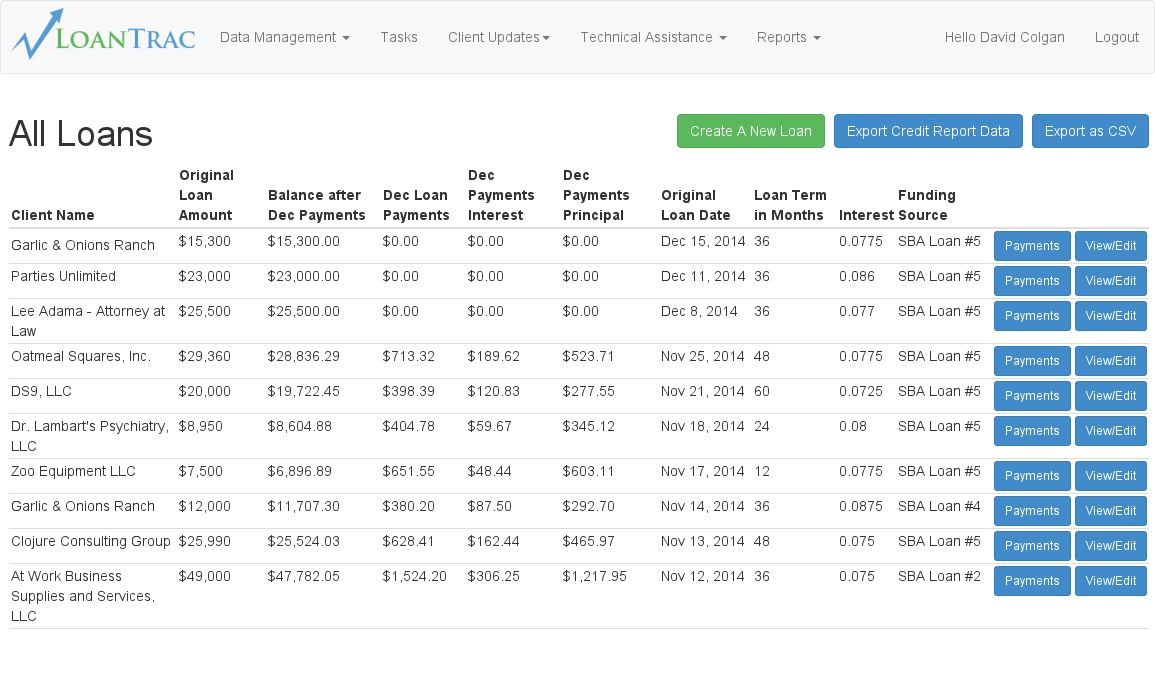 LOANTRAC Data Management Tasks Client Updates Technical Assistance Reports Hello David Colgan Logout
All Loans Create A New Loan Export Credit Report Data Export as CSV
Client Name Original Loan Amount Balance after Dec Payments Dec Loan Payments Dec Payments Interest Dec Payments Principal Original Loan Date Loan Term in Months Interest Funding Source
Garlic & Onions Ranch $15,300 $15,300.00 $0.00 $0.00 $0.00 Dec 15, 2014 36 0.0775 SBA Loan #5 Payments View/Edit
Parties Unlimited $23,000 $23,000.00 $0.00 $0.00 $0.00 Dec 11, 2014 36 0.086 SBA Loan #5 Payments View/Edit
Lee Adama - Attorney at Law $25,500 $25,500.00 $0.00 $0.00 $0.00 Dec 8, 2014 36 0.077 SBA Loan #5 Payments View/Edit
Oatmeal Squares, Inc. $29,360 $28,836.29 $713.32 $189.62 $523.71 Nov 25, 2014 48 0.0775 SBA Loan #5 Payments View/Edit
DS9, LLC $20,000 $19,722.45 $398.39 $120.83 $277.55 Nov 21, 2014 60 0.0725 SBA Loan #5 Payments View/Edit
Dr. Lambart's Psychiatry, LLC $8,950 $8,604.88 $404.78 $59.67 $345.12 Nov 18, 2014 24 0.08 SBA Loan #5 Payments View/Edit
Zoo Equipment LLC $7,500 $6,896.89 $651.55 $48.44 $603.11 Nov 17, 2014 12 0.0775 SBA Loan #5 Payments View/Edit
Garlic & Onions Ranch $12,000 $11,707.30 $380.20 $87.50 $292.70 Nov 14, 2014 36 0.0875 SBA Loan #4 Payments View/Edit
Clojure Consulting Group $25,990 $25,524.03 $628.41 $162.44 $465.97 Nov 13, 2014 48 0.075 SBA Loan #5 Payments View/Edit
At Work Business Supplies and Services, LLC $49,000 $47,782.05 $1,524.20 $306.25 $1,217.95 Nov 12, 2014 36 0.075 SBA Loan #2 Payments View/Edit